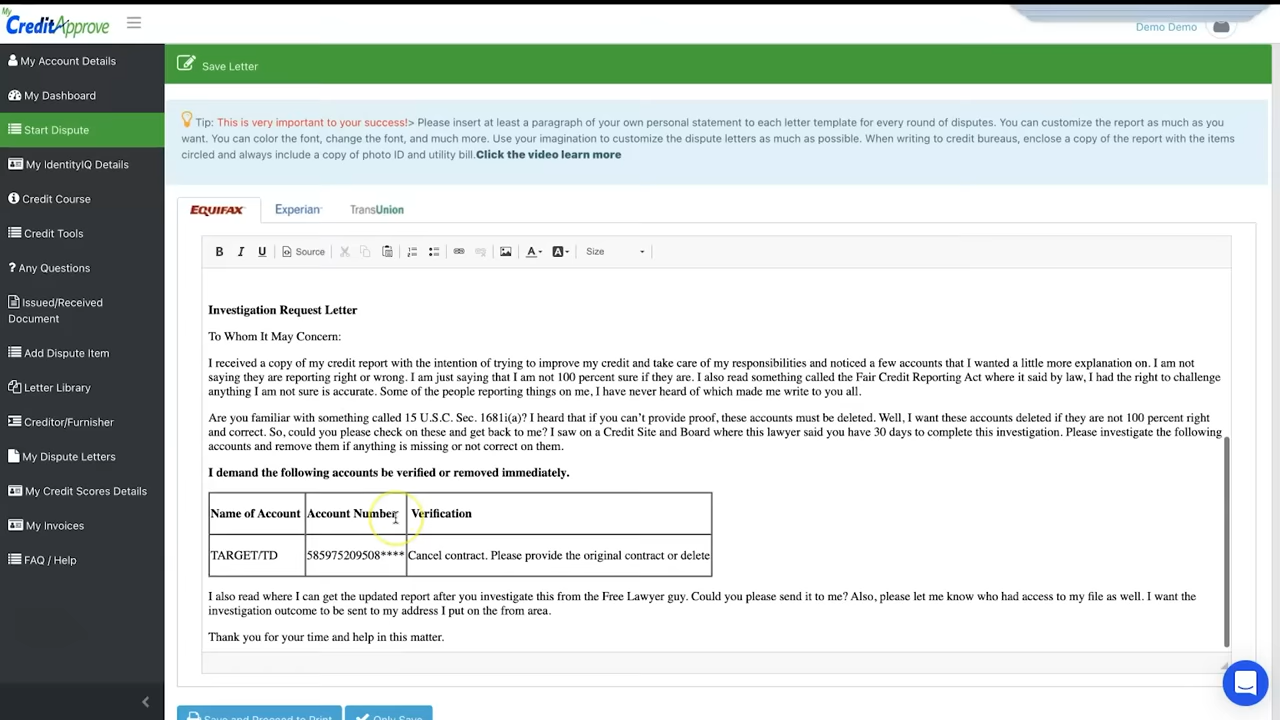 My
CreditApprove
Demo Demo
My Account Details
My Dashboard
Start Dispute
My IdentityIQ Details
Credit Course
Credit Tools
? Any Questions
Issued/Received
Document
Add Dispute Item
Letter Library
Creditor/Furnisher
My Dispute Letters
My Credit Scores Details
My Invoices
FAQ / Help
Save Letter
Tip: This is very important to your success!> Please insert at least a paragraph of your own personal statement to each letter template for every round of disputes. You can customize the report as much as you
want. You can color the font, change the font, and much more. Use your imagination to customize the dispute letters as much as possible. When writing to credit bureaus, enclose a copy of the report with the items
circled and always include a copy of photo ID and utility bill.Click the video learn more
EQUIFAX Experian TransUnion
B I U Source A A Size
Investigation Request Letter
To Whom It May Concern:
I received a copy of my credit report with the intention of trying to improve my credit and take care of my responsibilities and noticed a few accounts that I wanted a little more explanation on. I am not
saying they are reporting right or wrong. I am just saying that I am not 100 percent sure if they are. I also read something called the Fair Credit Reporting Act where it said by law, I had the right to challenge
anything I am not sure is accurate. Some of the people reporting things on me, I have never heard of which made me write to you all.
Are you familiar with something called 15 U.S.C. Sec. 1681i(a)? I heard that if you can't provide proof, these accounts must be deleted. Well, I want these accounts deleted if they are not 100 percent right
and correct. So, could you please check on these and get back to me? I saw on a Credit Site and Board where this lawyer said you have 30 days to complete this investigation. Please investigate the following
accounts and remove them if anything is missing or not correct on them.
I demand the following accounts be verified or removed immediately.
Name of Account Account Number Verification
TARGET/TD 585975209508**** Cancel contract. Please provide the original contract or delete
I also read where I can get the updated report after you investigate this from the Free Lawyer guy. Could you please send it to me? Also, please let me know who had access to my file as well. I want the
investigation outcome to be sent to my address I put on the from area.
Thank you for your time and help in this matter.
Save and Proceed to Print Only Save